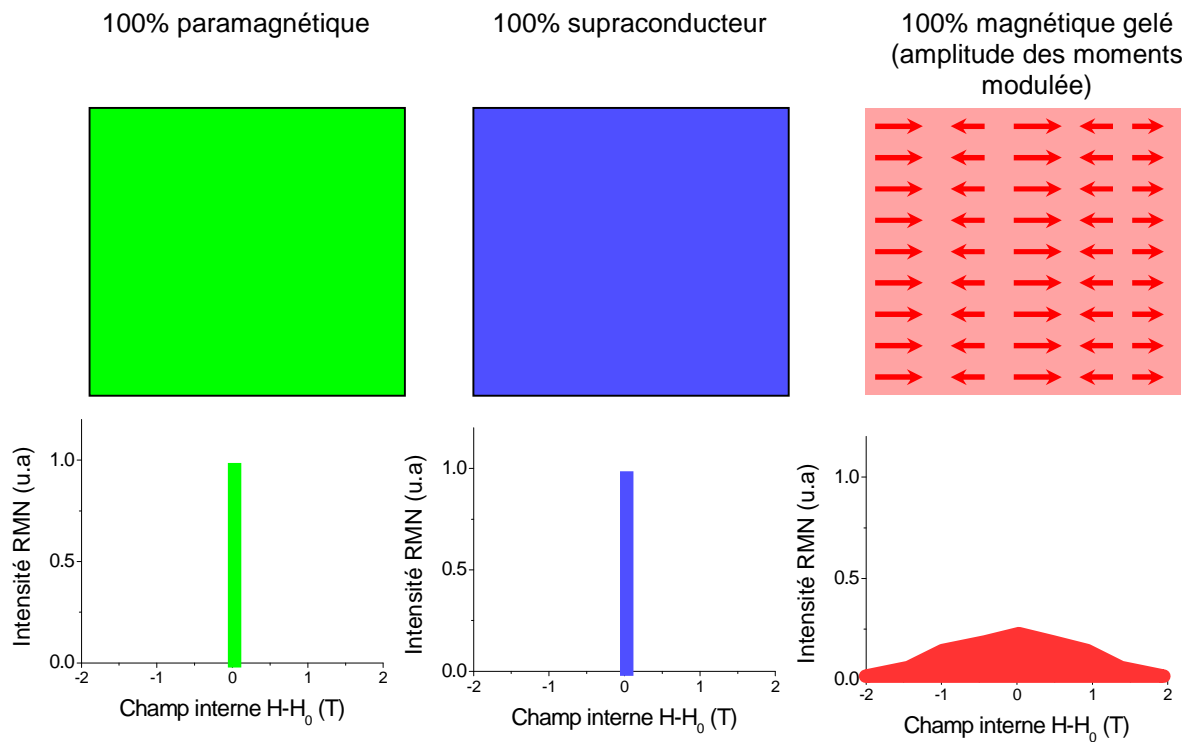 100% paramagnétique
100% supraconducteur
100% magnétique gelé
(amplitude des moments
modulée)
Intensité RMN (u.a)
1.0
0.5
0.0
-2 -1 0 1 2
Champ interne H-H0 (T)
Intensité RMN (u.a)
1.0
0.5
0.0
-2 -1 0 1 2
Champ interne H-H0 (T)
Intensité RMN (u.a)
1.0
0.5
0.0
-2 -1 0 1 2
Champ interne H-H0 (T)